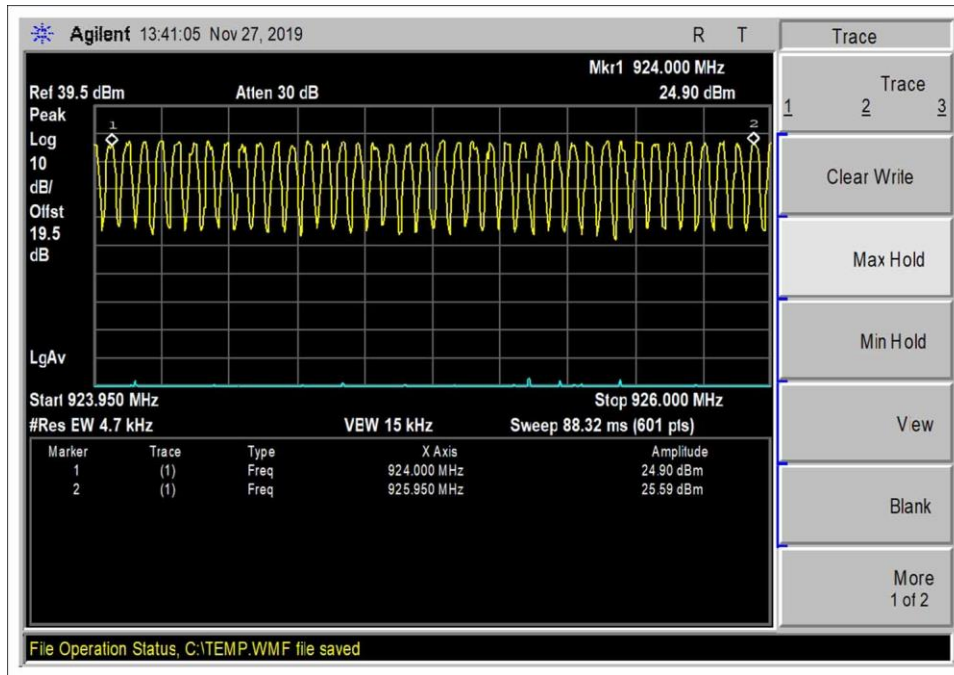 Agilent 13:41:05 Nov 27, 2019 R T
Trace
Mkr1 924.000 MHz
Ref 39.5 dBm Atten 30 dB 24.90 dBm
Peak
Log
10
dB/
Offst
19.5
dB
LgAv
1
2
Start 923.950 MHz Stop 926.000 MHz
#Res EW 4.7 kHz VBW 15 kHz Sweep 88.32 ms (601 pts)
Marker Trace Type X Axis Amplitude
1 (1) Freq 924.000 MHz 24.90 dBm
2 (1) Freq 925.950 MHz 25.59 dBm
Trace
1 2 3
Clear Write
Max Hold
Min Hold
View
Blank
More
1 of 2
File Operation Status, C:\TEMP.WMF file saved